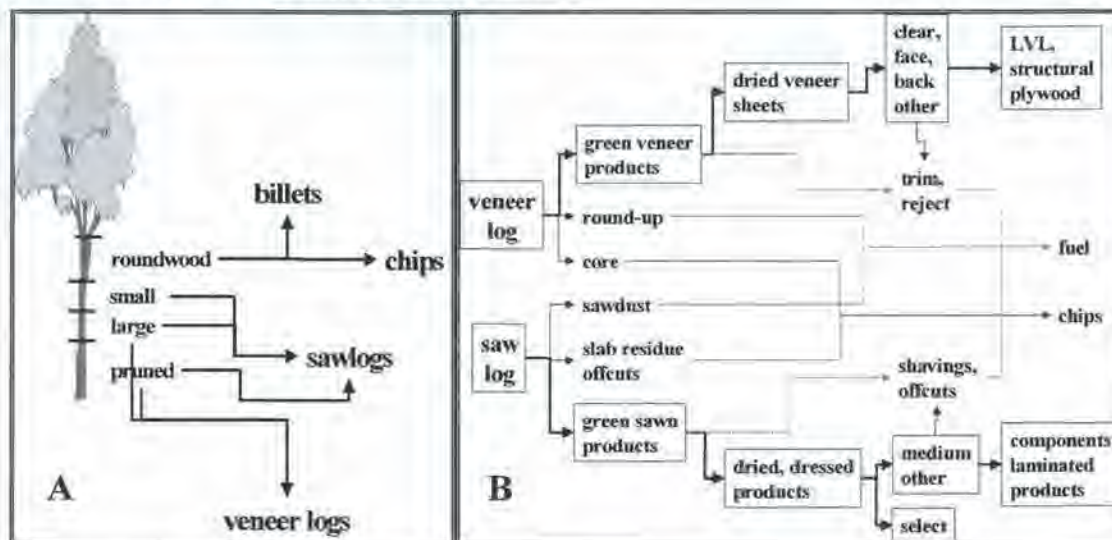 billets
roundwood
chips
small
large
sawlogs
pruned
A
veneer logs
clear,
face,
back
other
LVL,
structural
plywood
dried veneer
sheets
green veneer
products
trim,
reject
veneer
log
round-up
fuel
core
sawdust
chips
saw
log
slab residue
offcuts
shavings,
offcuts
green sawn
products
B
dried, dressed
products
medium
other
components
laminated
products
select